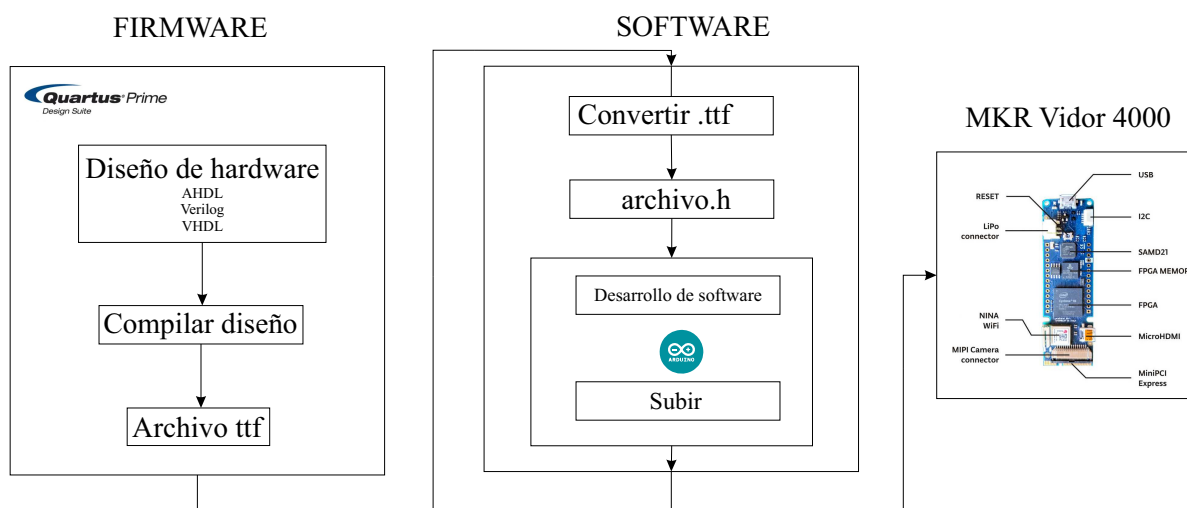 FIRMWARE
Quartus® Prime
Design Suite
Diseño de hardware
AHDL
Verilog
VHDL
Compilar diseño
Archivo ttf
SOFTWARE
Convertir .ttf
archivo.h
Desarrollo de software
ARDUINO
Subir
MKR Vidor 4000
USB
RESET
I2C
LiPo
connector
SAMD21
FPGA MEMOR
FPGA
NINA
WiFi
MicroHDMI
MIPI Camera
connector
MiniPCI
Express